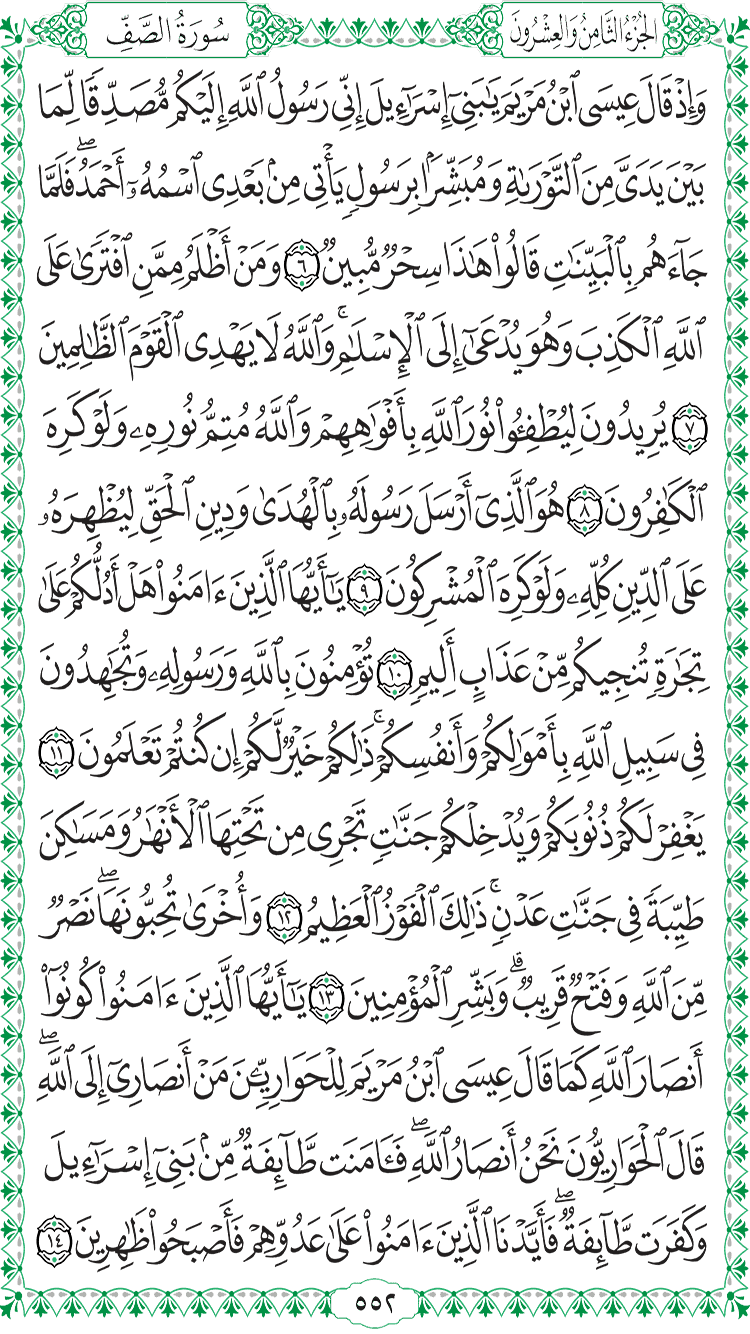 الجُزْءُ الثَّامِنُ وَالعِشْرُونَ
سُورَةُ الصَّفِّ
وَإِذْ قَالَ عِيسَى ٱبْنُ مَرْيَمَ يَٰبَنِىٓ إِسْرَٰٓءِيلَ إِنِّى رَسُولُ ٱللَّهِ إِلَيْكُم مُّصَدِّقًا لِّمَا
بَيْنَ يَدَىَّ مِنَ ٱلتَّوْرَىٰةِ وَمُبَشِّرًۢا بِرَسُولٍ يَأْتِى مِنۢ بَعْدِى ٱسْمُهُۥٓ أَحْمَدُ ۖ فَلَمَّا
جَآءَهُم بِٱلْبَيِّنَٰتِ قَالُوا۟ هَٰذَا سِحْرٌ مُّبِينٌ ٦ وَمَنْ أَظْلَمُ مِمَّنِ ٱفْتَرَىٰ عَلَى
ٱللَّهِ ٱلْكَذِبَ وَهُوَ يُدْعَىٰٓ إِلَى ٱلْإِسْلَٰمِ ۚ وَٱللَّهُ لَا يَهْدِى ٱلْقَوْمَ ٱلظَّٰلِمِينَ
٧ يُرِيدُونَ لِيُطْفِـُٔوا۟ نُورَ ٱللَّهِ بِأَفْوَٰهِهِمْ وَٱللَّهُ مُتِمُّ نُورِهِۦ وَلَوْ كَرِهَ
ٱلْكَٰفِرُونَ ٨ هُوَ ٱلَّذِىٓ أَرْسَلَ رَسُولَهُۥ بِٱلْهُدَىٰ وَدِينِ ٱلْحَقِّ لِيُظْهِرَهُۥ
عَلَى ٱلدِّينِ كُلِّهِۦ وَلَوْ كَرِهَ ٱلْمُشْرِكُونَ ٩ يَٰٓأَيُّهَا ٱلَّذِينَ ءَامَنُوا۟ هَلْ أَدُلُّكُمْ عَلَىٰ
تِجَٰرَةٍ تُنجِيكُم مِّنْ عَذَابٍ أَلِيمٍ ١٠ تُؤْمِنُونَ بِٱللَّهِ وَرَسُولِهِۦ وَتُجَٰهِدُونَ
فِى سَبِيلِ ٱللَّهِ بِأَمْوَٰلِكُمْ وَأَنفُسِكُمْ ۚ ذَٰلِكُمْ خَيْرٌ لَّكُمْ إِن كُنتُمْ تَعْلَمُونَ ١١
يَغْفِرْ لَكُمْ ذُنُوبَكُمْ وَيُدْخِلْكُمْ جَنَّٰتٍ تَجْرِى مِن تَحْتِهَا ٱلْأَنْهَٰرُ وَمَسَٰكِنَ
طَيِّبَةً فِى جَنَّٰتِ عَدْنٍ ۚ ذَٰلِكَ ٱلْفَوْزُ ٱلْعَظِيمُ ١٢ وَأُخْرَىٰ تُحِبُّونَهَا ۖ نَصْرٌ
مِّنَ ٱللَّهِ وَفَتْحٌ قَرِيبٌ ۗ وَبَشِّرِ ٱلْمُؤْمِنِينَ ١٣ يَٰٓأَيُّهَا ٱلَّذِينَ ءَامَنُوا۟ كُونُوٓا۟
أَنصَارَ ٱللَّهِ كَمَا قَالَ عِيسَى ٱبْنُ مَرْيَمَ لِلْحَوَارِيِّـۧنَ مَنْ أَنصَارِىٓ إِلَى ٱللَّهِ ۖ
قَالَ ٱلْحَوَارِيُّونَ نَحْنُ أَنصَارُ ٱللَّهِ ۖ فَـَٔامَنَت طَّآئِفَةٌ مِّنۢ بَنِىٓ إِسْرَٰٓءِيلَ
وَكَفَرَت طَّآئِفَةٌ ۖ فَأَيَّدْنَا ٱلَّذِينَ ءَامَنُوا۟ عَلَىٰ عَدُوِّهِمْ فَأَصْبَحُوا۟ ظَٰهِرِينَ ١٤
٥٥٢